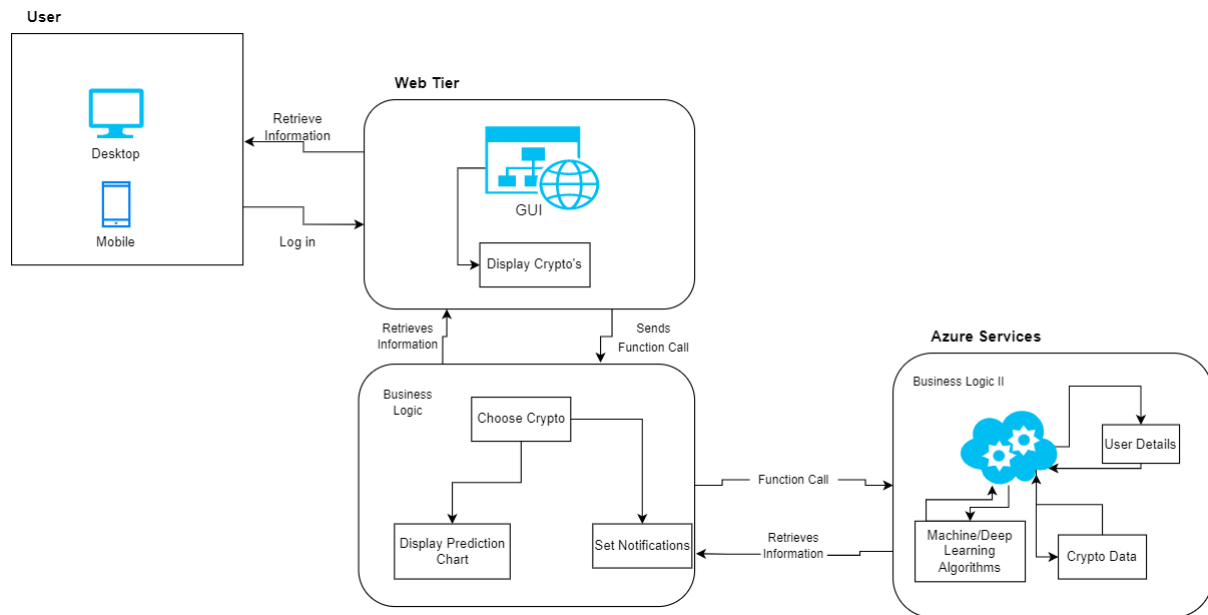 User
Desktop
Mobile
Retrieve
Information
Log in
Web Tier
GUI
Display Crypto's
Retrieves
Information
Sends
Function Call
Business
Logic
Choose Crypto
Display Prediction
Chart
Set Notifications
Function Call
Retrieves
Information
Azure Services
Business Logic II
User Details
Machine/Deep
Learning
Algorithms
Crypto Data